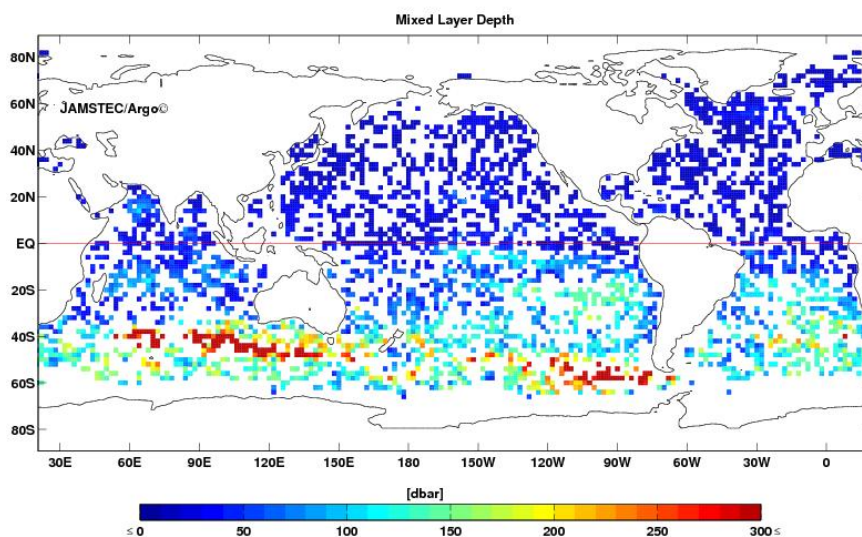 Mixed Layer Depth
80N
60N
JAMSTEC/Argo©
40N
20N
EQ
20S
40S
60S
80S
30E 60E 90E 120E 150E 180 150W 120W 90W 60W 30W 0
[dbar]
≤ 0 50 100 150 200 250 300 ≤